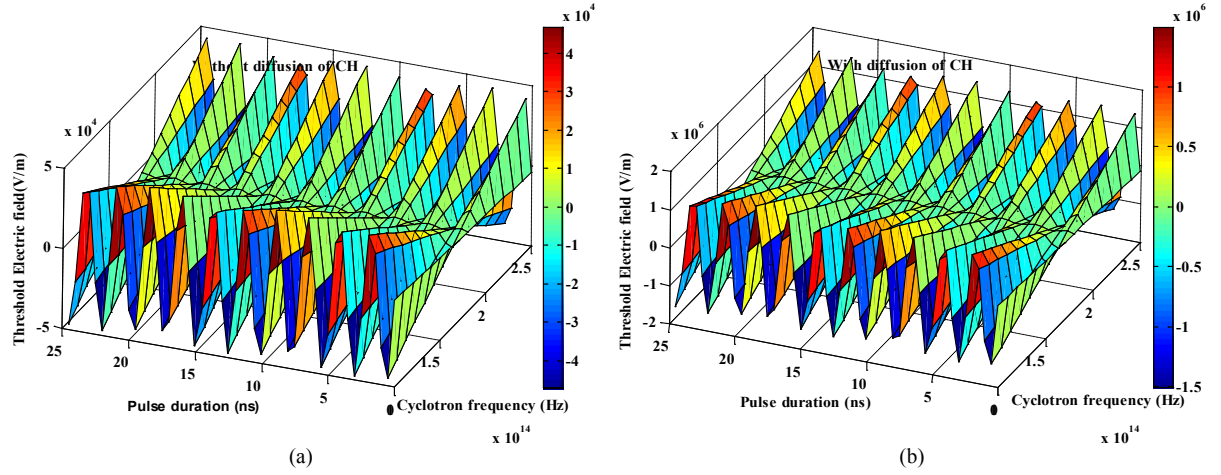 x 10^4
Without diffusion of CH
x 10^4
5
0
-5
Threshold Electric field(V/m)
25
20
15
10
5
0
Pulse duration (ns)
1.5
2
2.5
Cyclotron frequency (Hz)
x 10^14
4
3
2
1
0
-1
-2
-3
-4
(a)
x 10^6
With diffusion of CH
x 10^6
2
1
0
-1
-2
Threshold Electric field (V/m)
25
20
15
10
5
0
Pulse duration (ns)
1.5
2
2.5
Cyclotron frequency (Hz)
x 10^14
1
0.5
0
-0.5
-1
-1.5
(b)